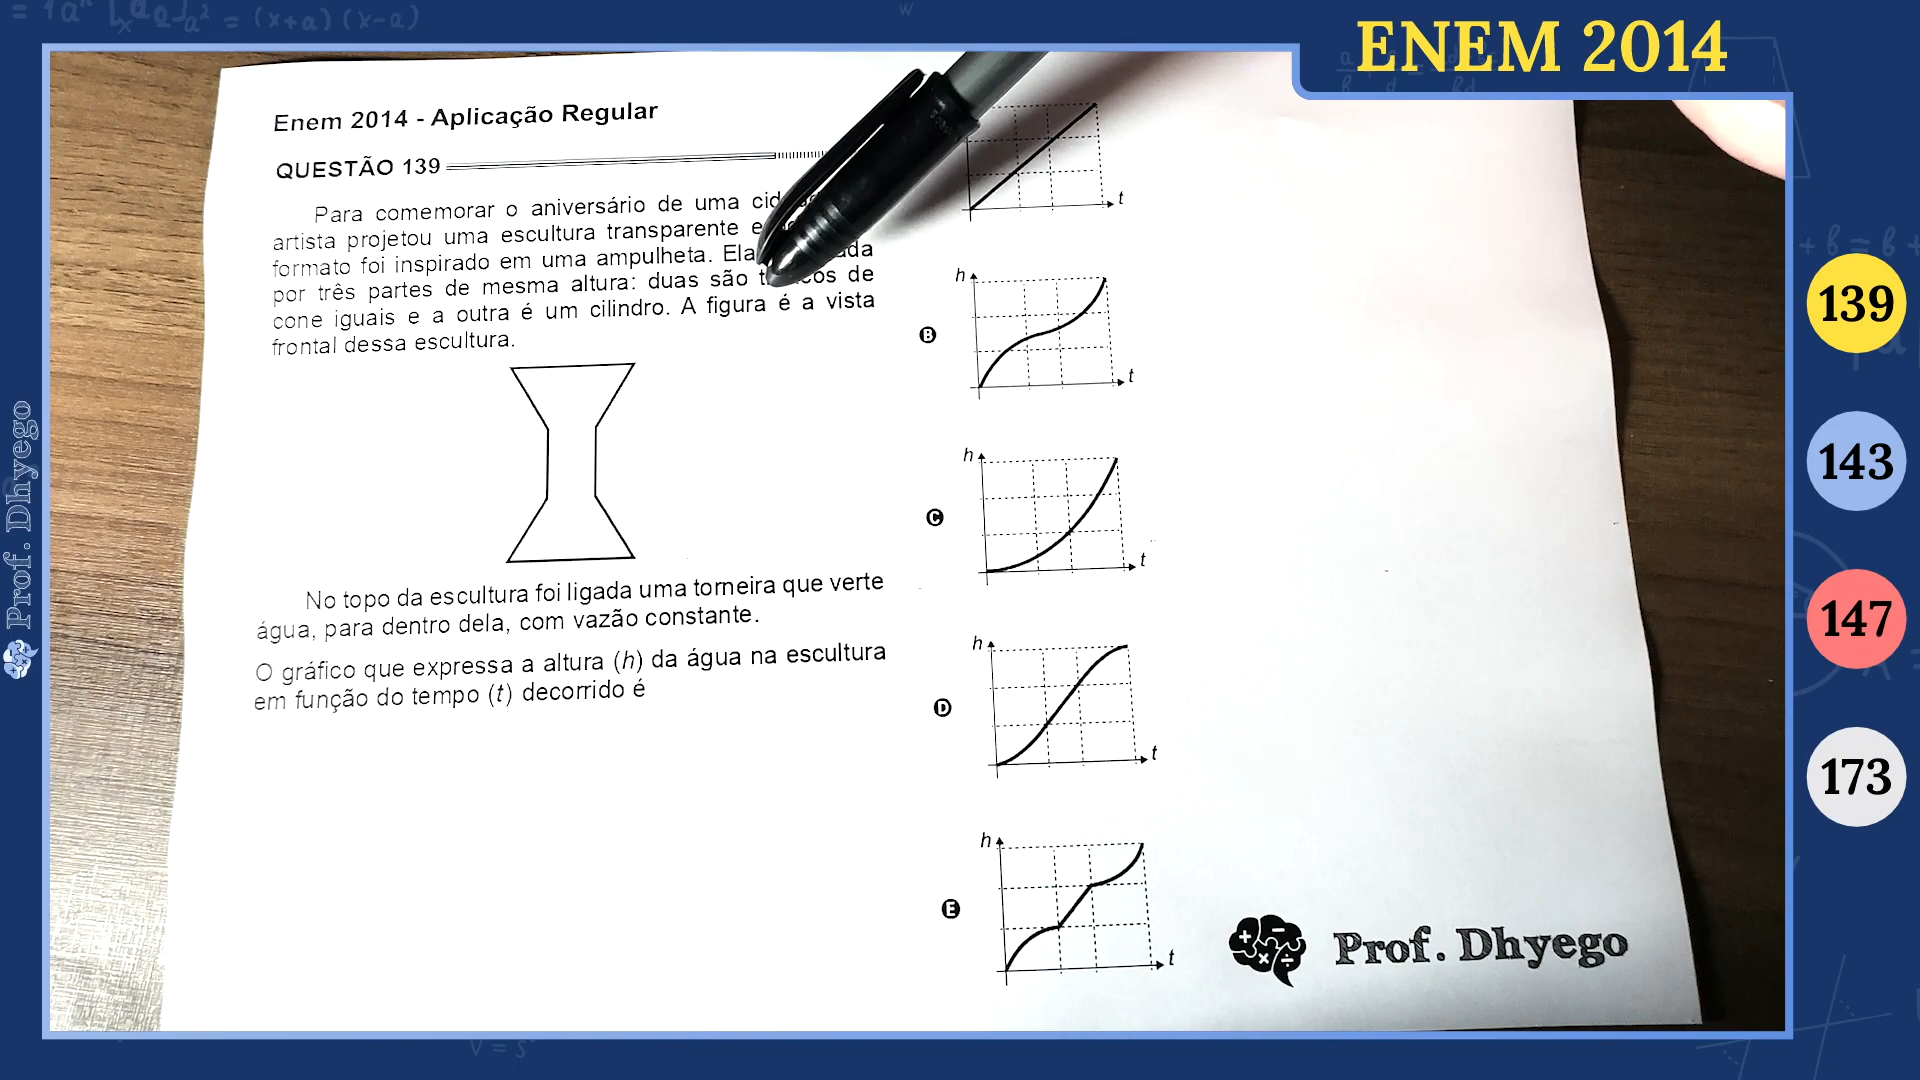 ENEM 2014
Enem 2014 - Aplicação Regular
QUESTÃO 139
Para comemorar o aniversário de uma
artista projetou uma escultura transparente e
formato foi inspirado em uma ampulheta. Ela
por três partes de mesma altura: duas são de
cone iguais e a outra é um cilindro. A figura é a vista
frontal dessa escultura.
No topo da escultura foi ligada uma torneira que verte
água, para dentro dela, com vazão constante.
O gráfico que expressa a altura (h) da água na escultura
em função do tempo (t) decorrido é
t
h
B
t
h
C
t
h
D
t
h
E
t
Prof. Dhyego
139
143
147
173
Prof. Dhyego
= (x+a) (x-a)